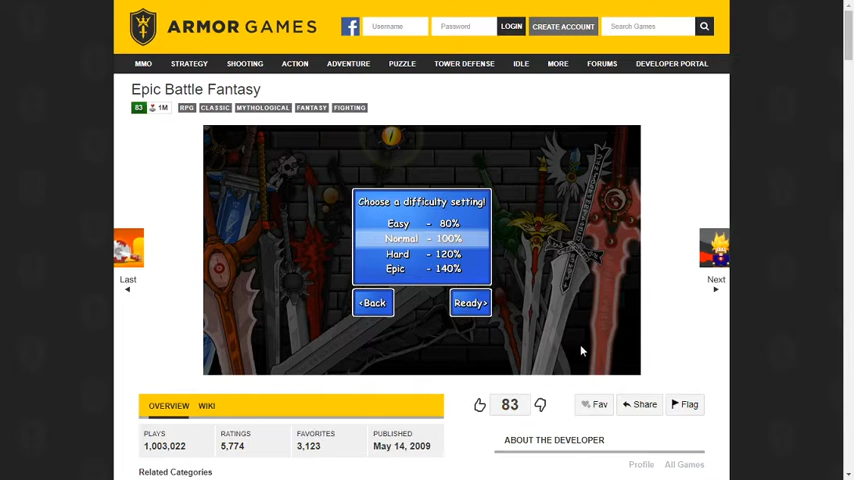 ARMOR GAMES
f
Username
Password
LOGIN
CREATE ACCOUNT
Search Games
MMO
STRATEGY
SHOOTING
ACTION
ADVENTURE
PUZZLE
TOWER DEFENSE
IDLE
MORE
FORUMS
DEVELOPER PORTAL
Epic Battle Fantasy
83
1M
RPG
CLASSIC
MYTHOLOGICAL
FANTASY
FIGHTING
Choose a difficulty setting!
Easy - 80%
Normal - 100%
Hard - 120%
Epic - 140%
<Back
Ready>
Last
Next
OVERVIEW
WIKI
83
Fav
Share
Flag
PLAYS
1,003,022
RATINGS
5,774
FAVORITES
3,123
PUBLISHED
May 14, 2009
ABOUT THE DEVELOPER
Profile
All Games
Related Categories